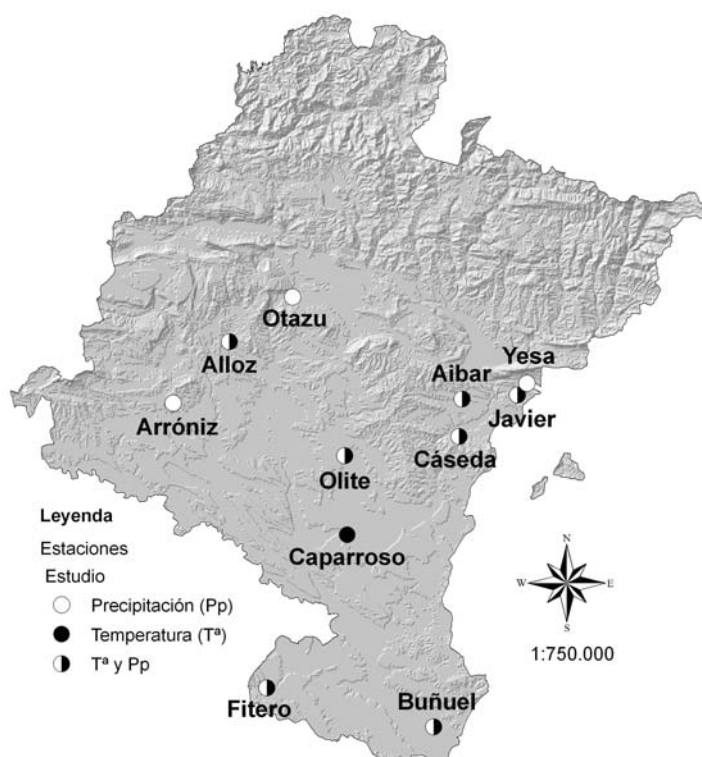 Otazu
Alloz
Yesa
Aibar
Javier
Arróniz
Cáseda
Olite
Leyenda
Estaciones
Caparroso
Estudio
N
W
E
S
Precipitación (Pp)
Temperatura (Tª)
Tª y Pp
1:750.000
Fitero
Buñuel